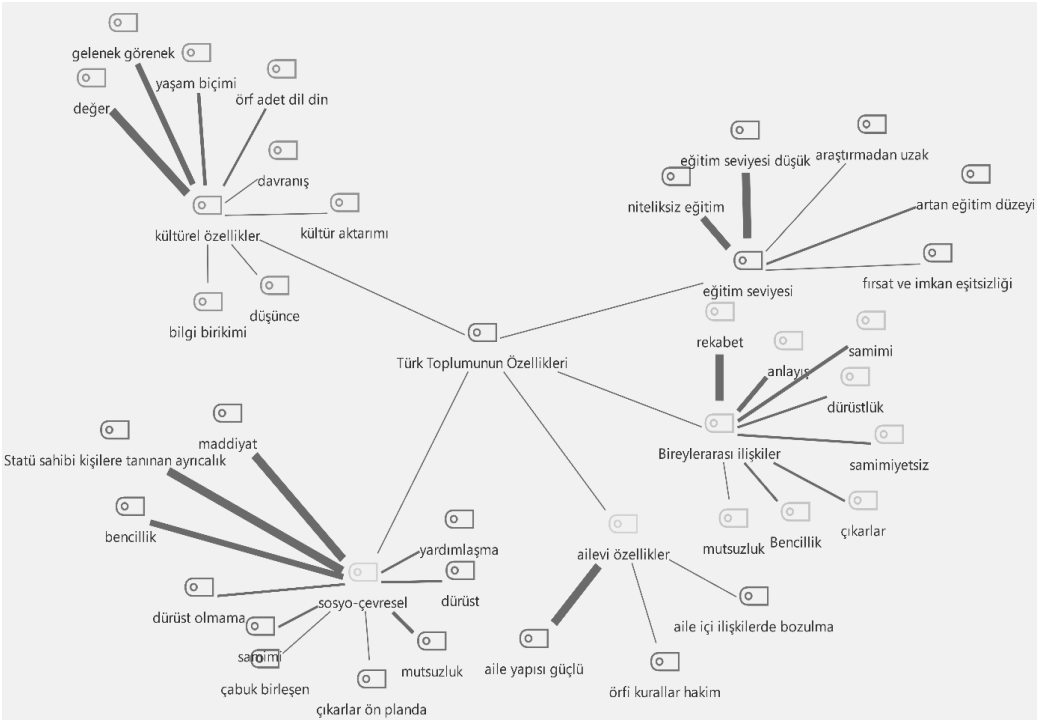 gelenek görenek
yaşam biçimi
değer
örf adet dil din
davranış
kültür aktarımı
kültürel özellikler
düşünce
bilgi birikimi
eğitim seviyesi düşük
araştırmadan uzak
niteliksiz eğitim
artan eğitim düzeyi
fırsat ve imkan eşitsizliği
eğitim seviyesi
Türk Toplumunun Özellikleri
rekabet
samimi
anlayış
dürüstlük
Bireylerarası ilişkiler
samimiyetsiz
çıkarlar
Bencillik
mutsuzluk
maddiyat
Statü sahibi kişilere tanınan ayrıcalık
bencillik
yardımlaşma
dürüst
sosyo-çevresel
dürüst olmama
samimi
çabuk birleşen
çıkarlar ön planda
mutsuzluk
ailevi özellikler
aile içi ilişkilerde bozulma
aile yapısı güçlü
örfi kurallar hakim